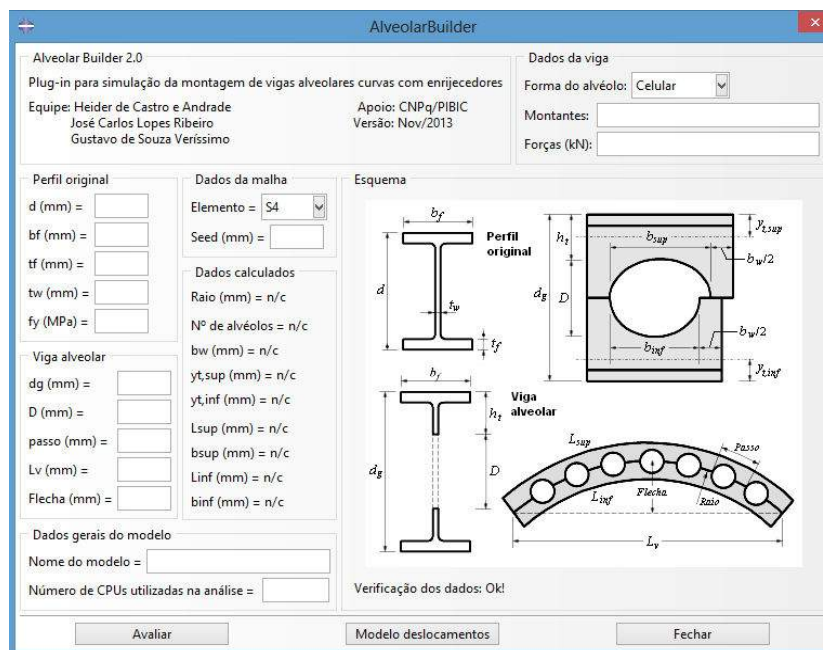 AlveolarBuilder
Alveolar Builder 2.0
Plug-in para simulação da montagem de vigas alveolares curvas com enrijecedores
Equipe: Heider de Castro e Andrade
José Carlos Lopes Ribeiro
Gustavo de Souza Veríssimo
Apoio: CNPq/PIBIC
Versão: Nov/2013
Dados da viga
Forma do alvéolo: Celular
Montantes:
Forças (kN):
Perfil original
d (mm) =
bf (mm) =
tf (mm) =
tw (mm) =
fy (MPa) =
Viga alveolar
dg (mm) =
D (mm) =
passo (mm) =
Lv (mm) =
Flecha (mm) =
Dados da malha
Elemento = S4
Seed (mm) =
Dados calculados
Raio (mm) = n/c
Nº de alvéolos = n/c
bw (mm) = n/c
yt,sup (mm) = n/c
yt,inf (mm) = n/c
Lsup (mm) = n/c
bsup (mm) = n/c
Linf (mm) = n/c
binf (mm) = n/c
Esquema
bf
Perfil original
d
tw
tf
ht
bsup
yt,sup
bw/2
dg
D
bw/2
binf
yt,inf
bf
Viga alveolar
ht
dg
D
Lsup
Passo
Linf
Flecha
Raio
Lv
Dados gerais do modelo
Nome do modelo =
Número de CPUs utilizadas na análise =
Verificação dos dados: Ok!
Avaliar
Modelo deslocamentos
Fechar